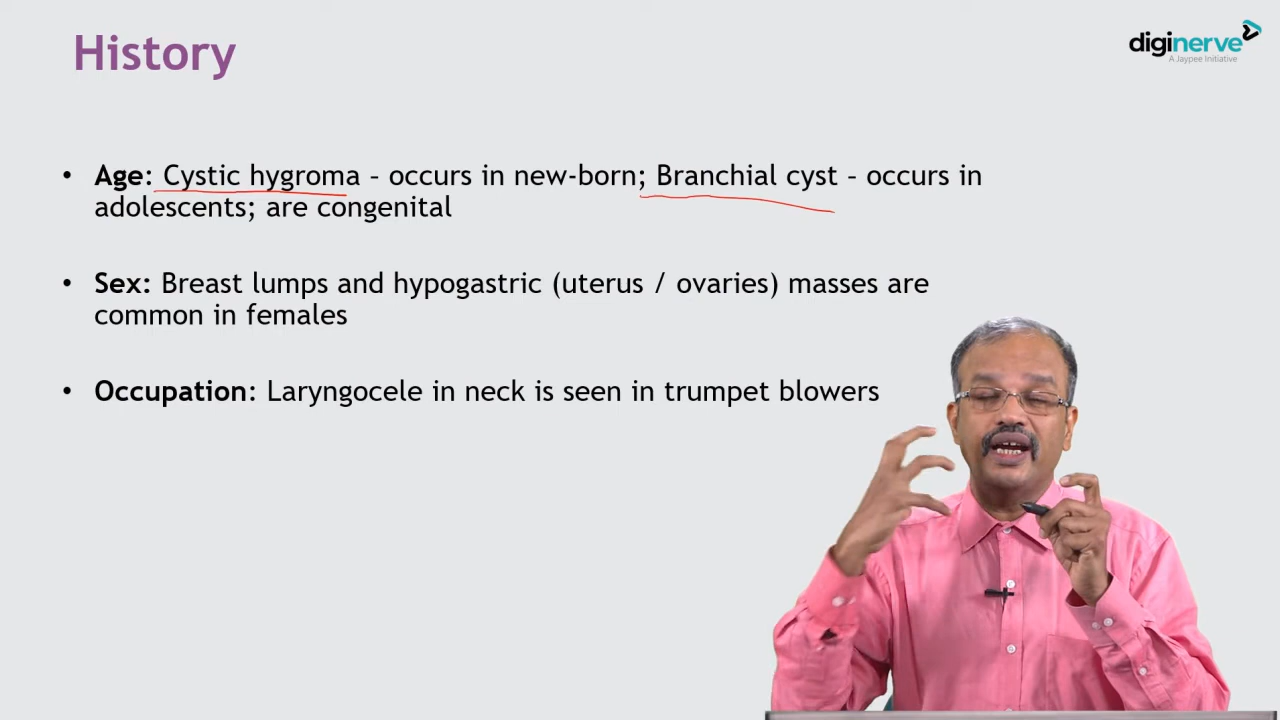 History
diginerve
A Jaypee Initiative
• Age: Cystic hygroma – occurs in new-born; Branchial cyst – occurs in
adolescents; are congenital
• Sex: Breast lumps and hypogastric (uterus / ovaries) masses are
common in females
• Occupation: Laryngocele in neck is seen in trumpet blowers